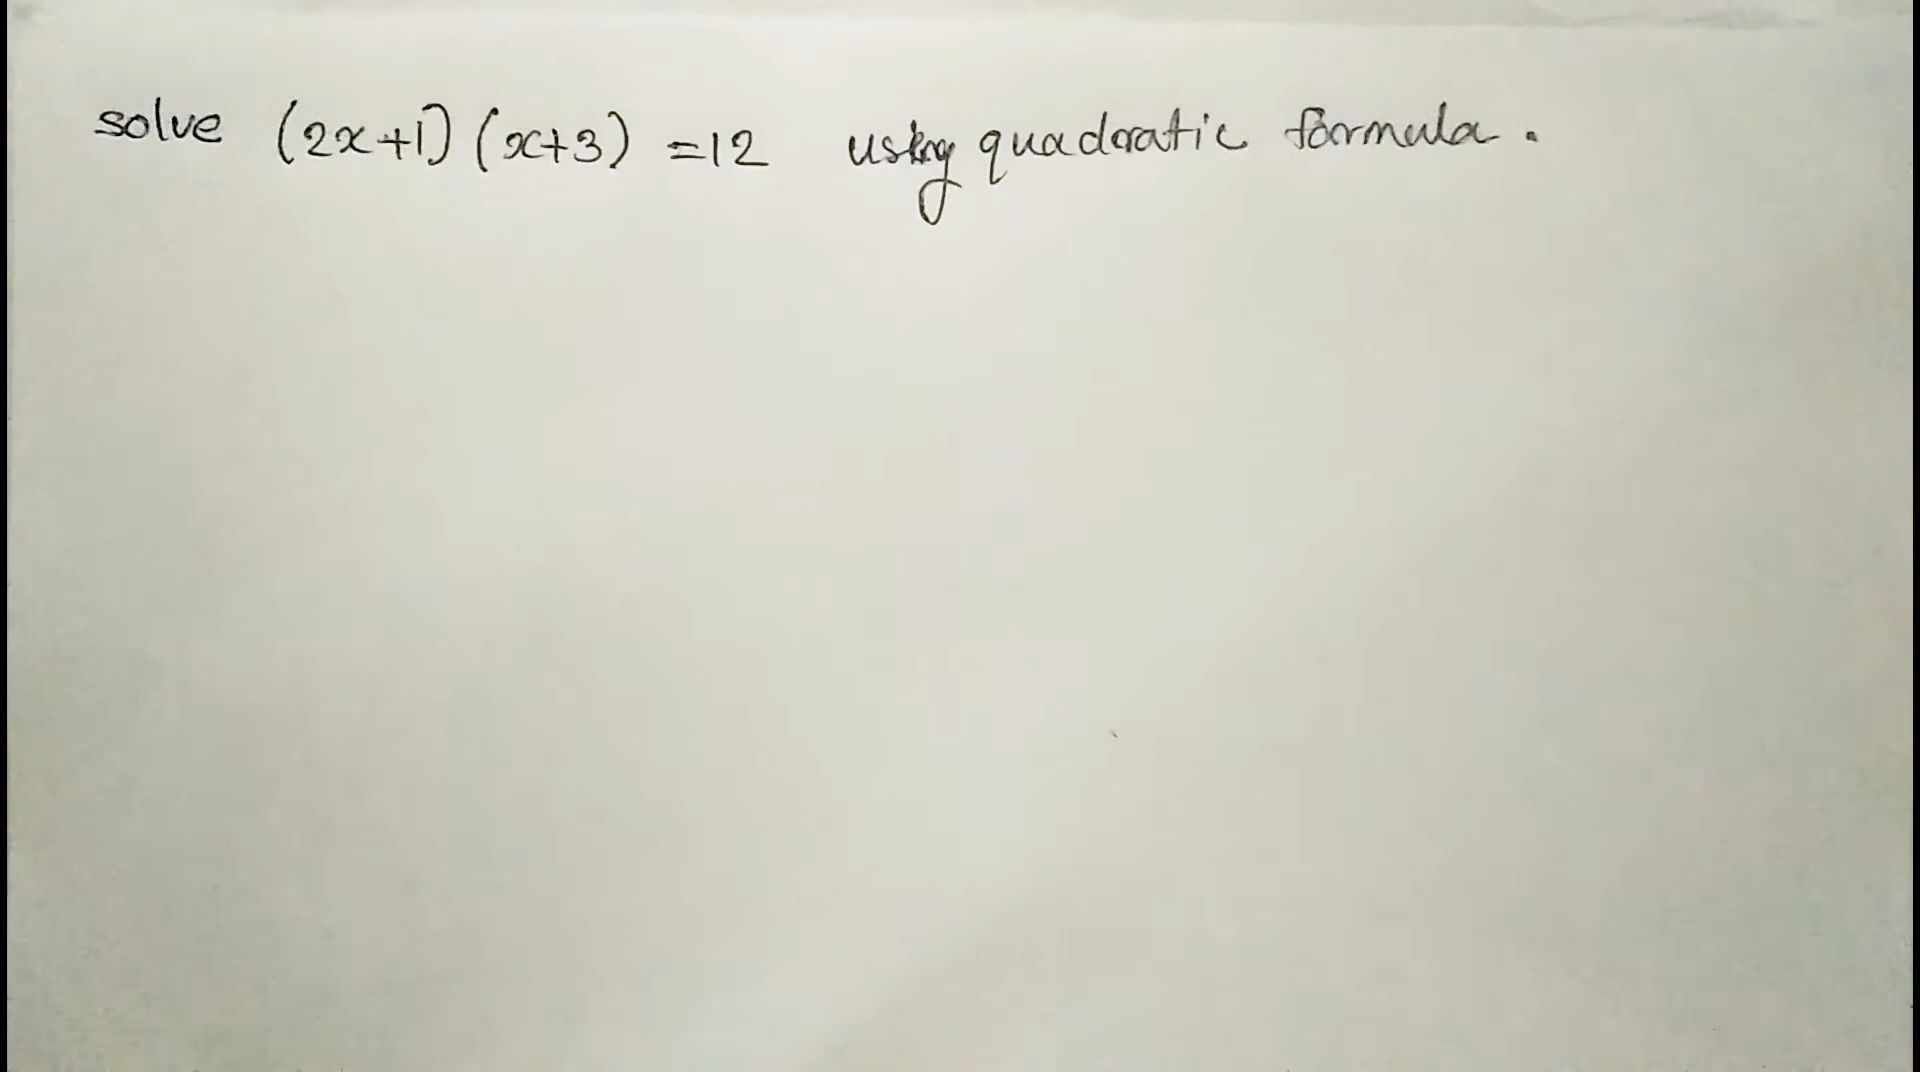 solve (2x+1) (x+3) =12 using quadratic formula.